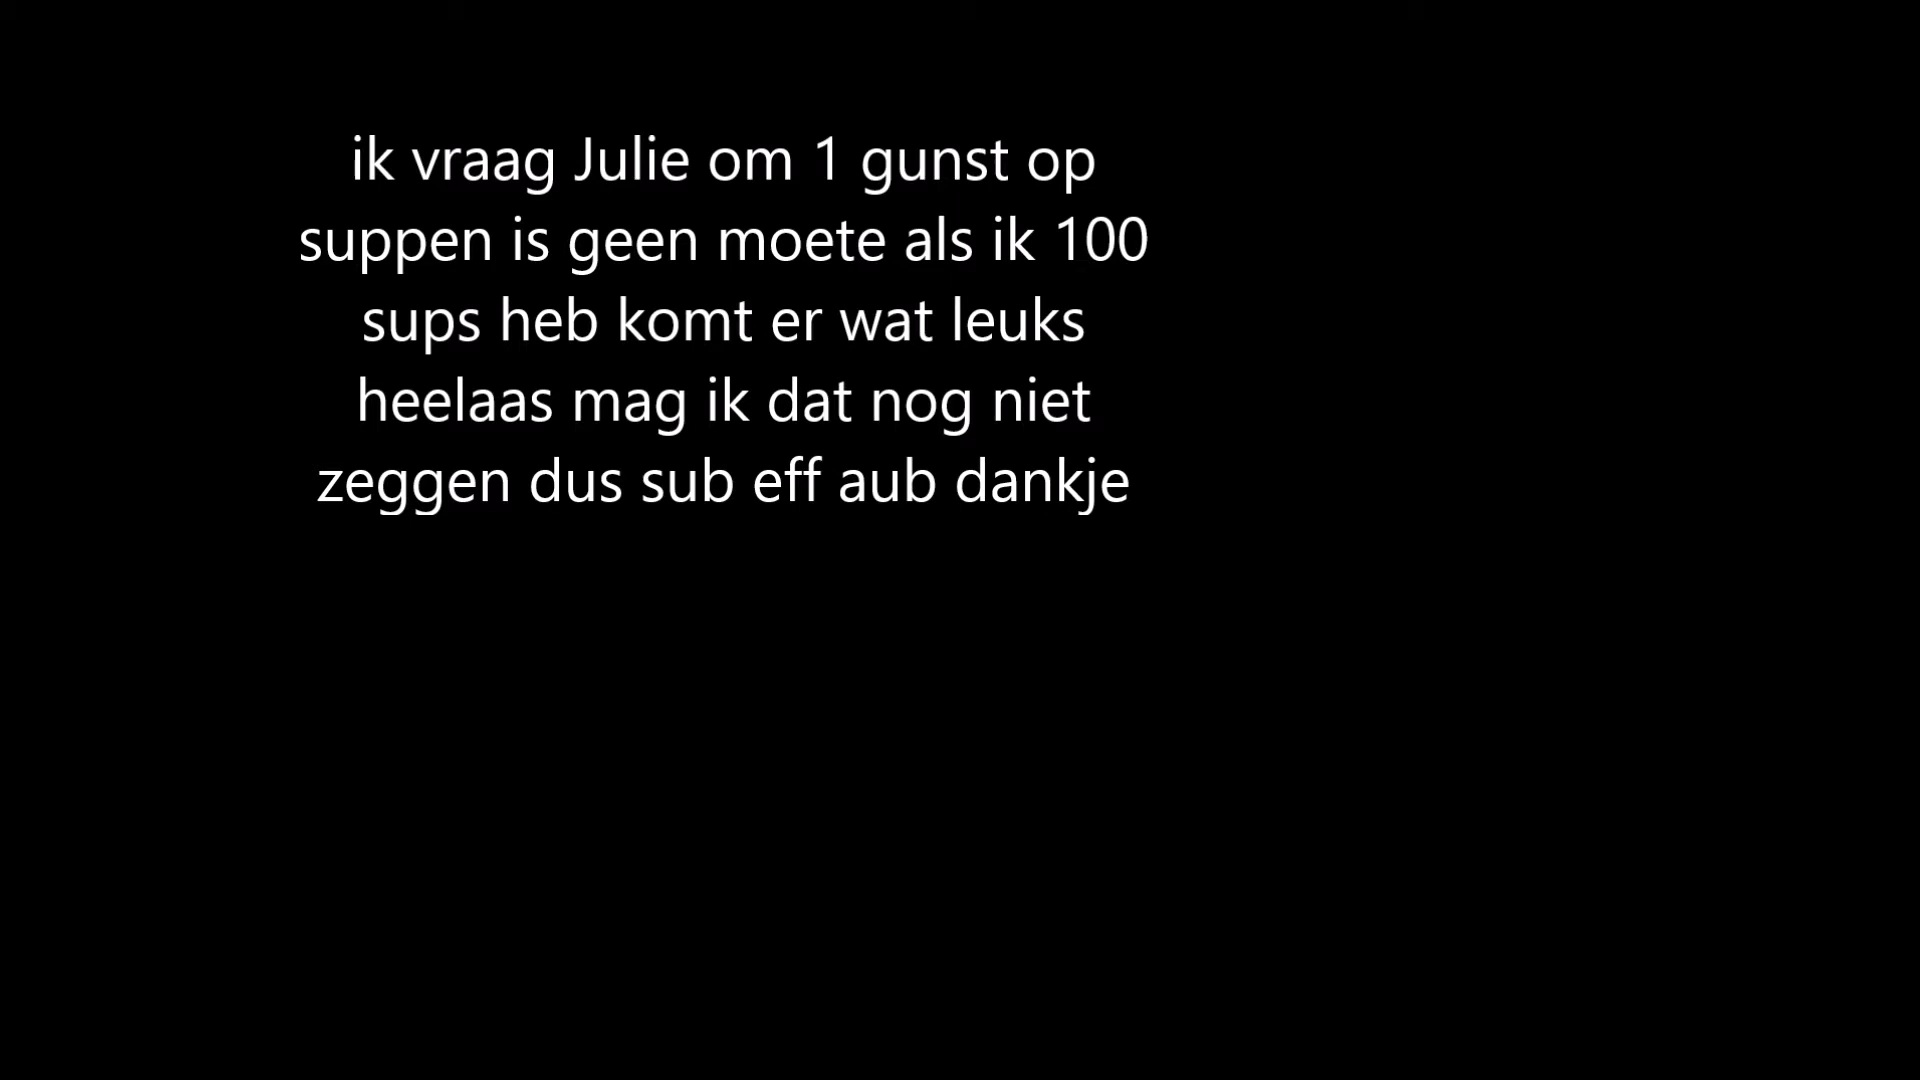 ik vraag Julie om 1 gunst op
suppen is geen moete als ik 100
sups heb komt er wat leuks
heelaas mag ik dat nog niet
zeggen dus sub eff aub dankje